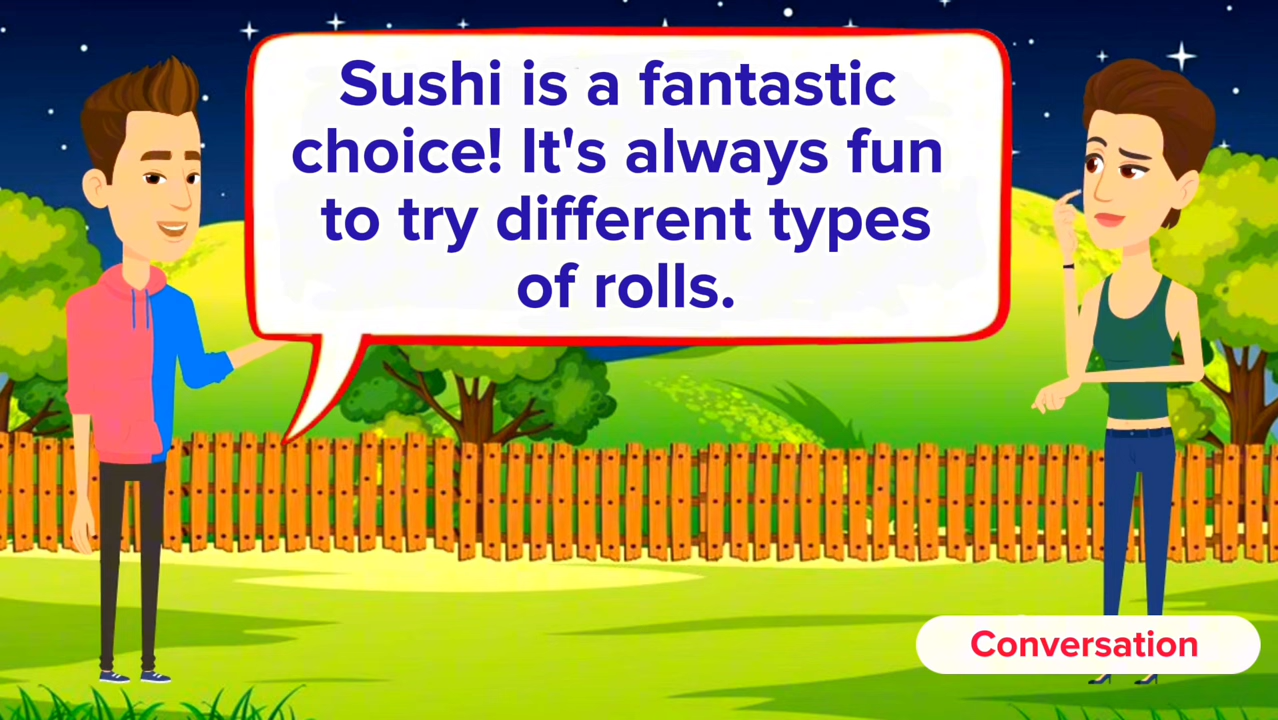 Sushi is a fantastic
choice! It's always fun
to try different types
of rolls.
Conversation